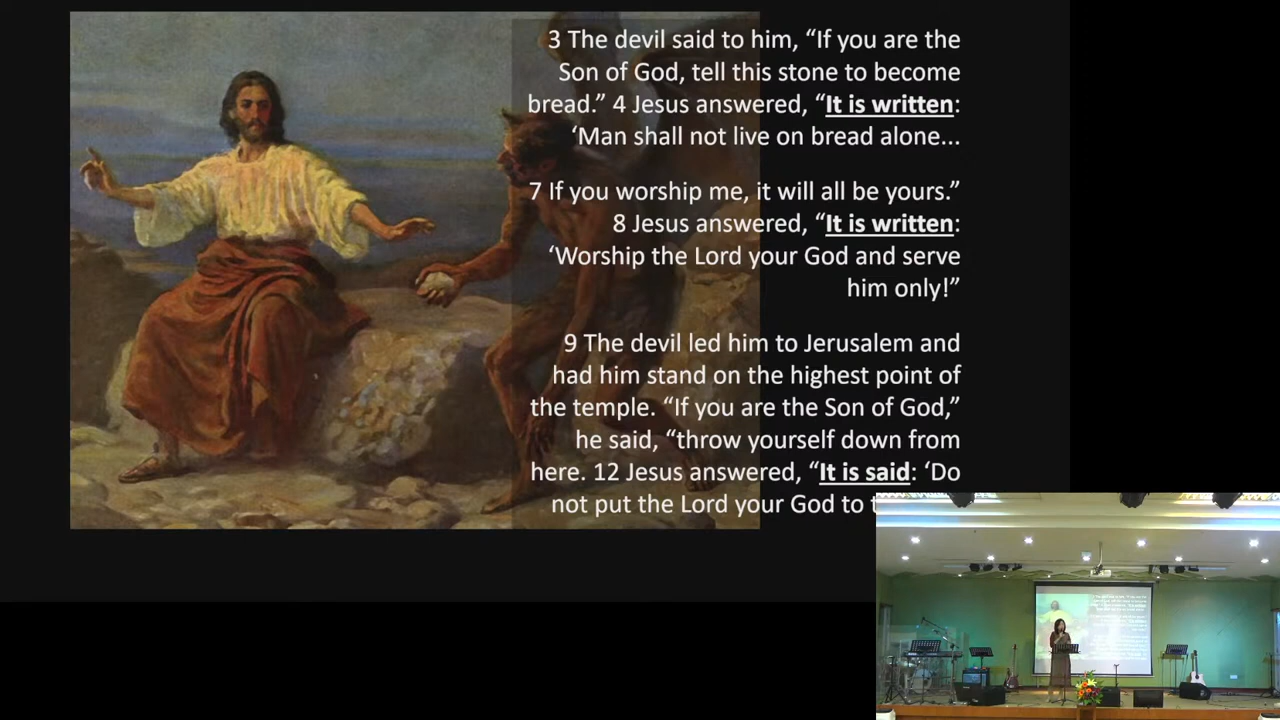 3 The devil said to him, “If you are the
Son of God, tell this stone to become
bread.” 4 Jesus answered, “It is written:
‘Man shall not live on bread alone...
7 If you worship me, it will all be yours.”
8 Jesus answered, “It is written:
‘Worship the Lord your God and serve
him only!”
9 The devil led him to Jerusalem and
had him stand on the highest point of
the temple. “If you are the Son of God,”
he said, “throw yourself down from
here. 12 Jesus answered, “It is said: ‘Do
not put the Lord your God to